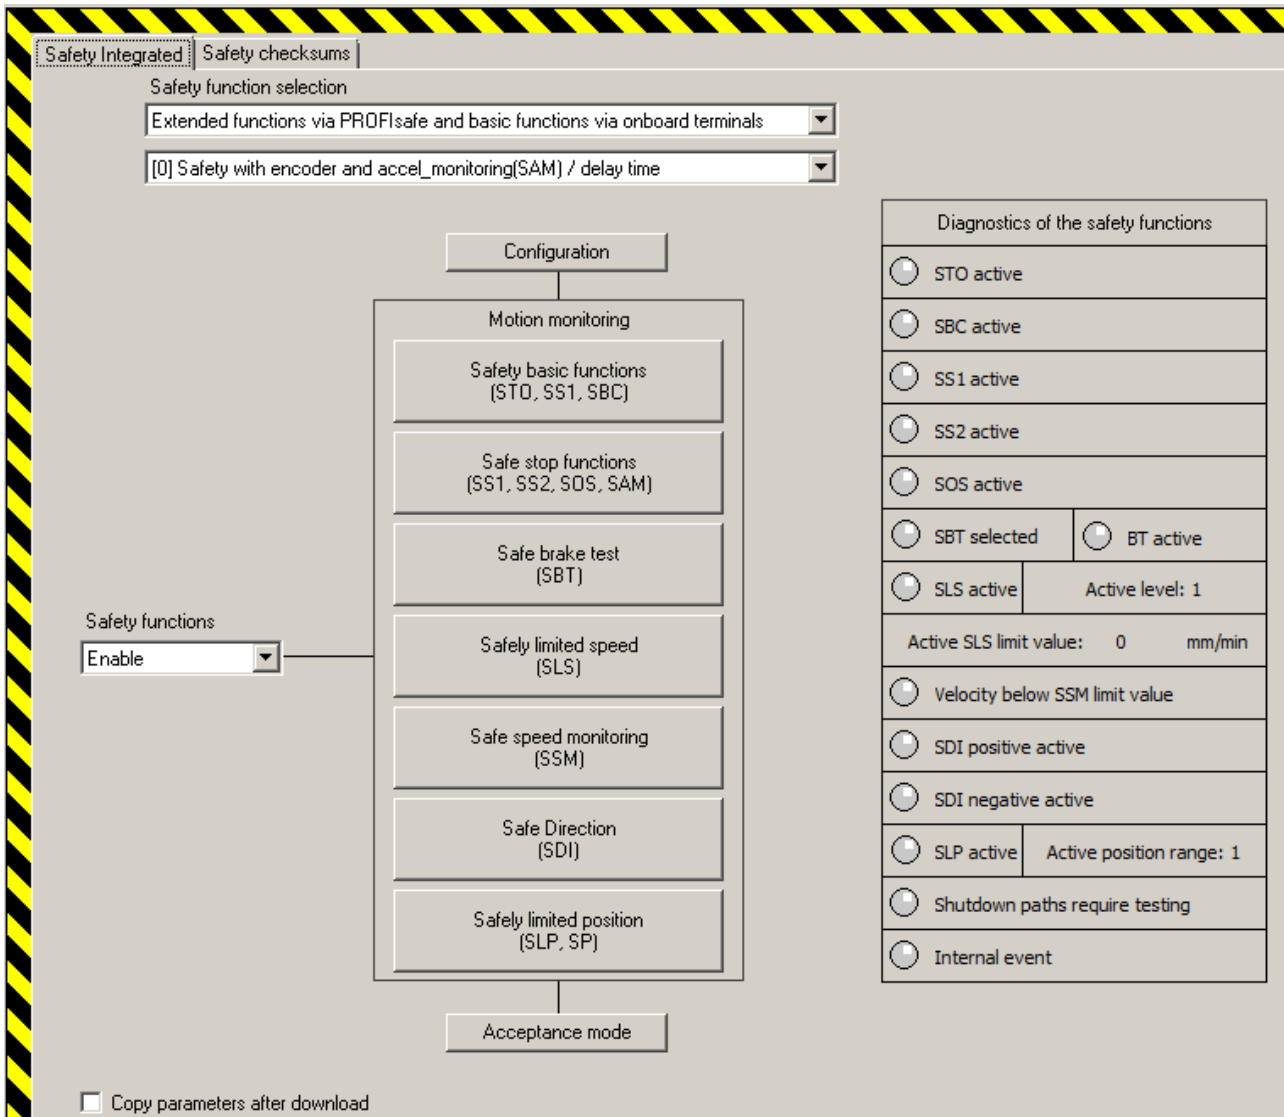 Safety Integrated
Safety checksums
Safety function selection
Extended functions via PROFIsafe and basic functions via onboard terminals
[0] Safety with encoder and accel_monitoring(SAM) / delay time
Configuration
Motion monitoring
Safety basic functions
(STO, SS1, SBC)
Safe stop functions
(SS1, SS2, SOS, SAM)
Safe brake test
(SBT)
Safety functions
Enable
Safely limited speed
(SLS)
Safe speed monitoring
(SSM)
Safe Direction
(SDI)
Safely limited position
(SLP, SP)
Acceptance mode
Copy parameters after download
Diagnostics of the safety functions
STO active
SBC active
SS1 active
SS2 active
SOS active
SBT selected
BT active
SLS active
Active level: 1
Active SLS limit value: 0 mm/min
Velocity below SSM limit value
SDI positive active
SDI negative active
SLP active
Active position range: 1
Shutdown paths require testing
Internal event